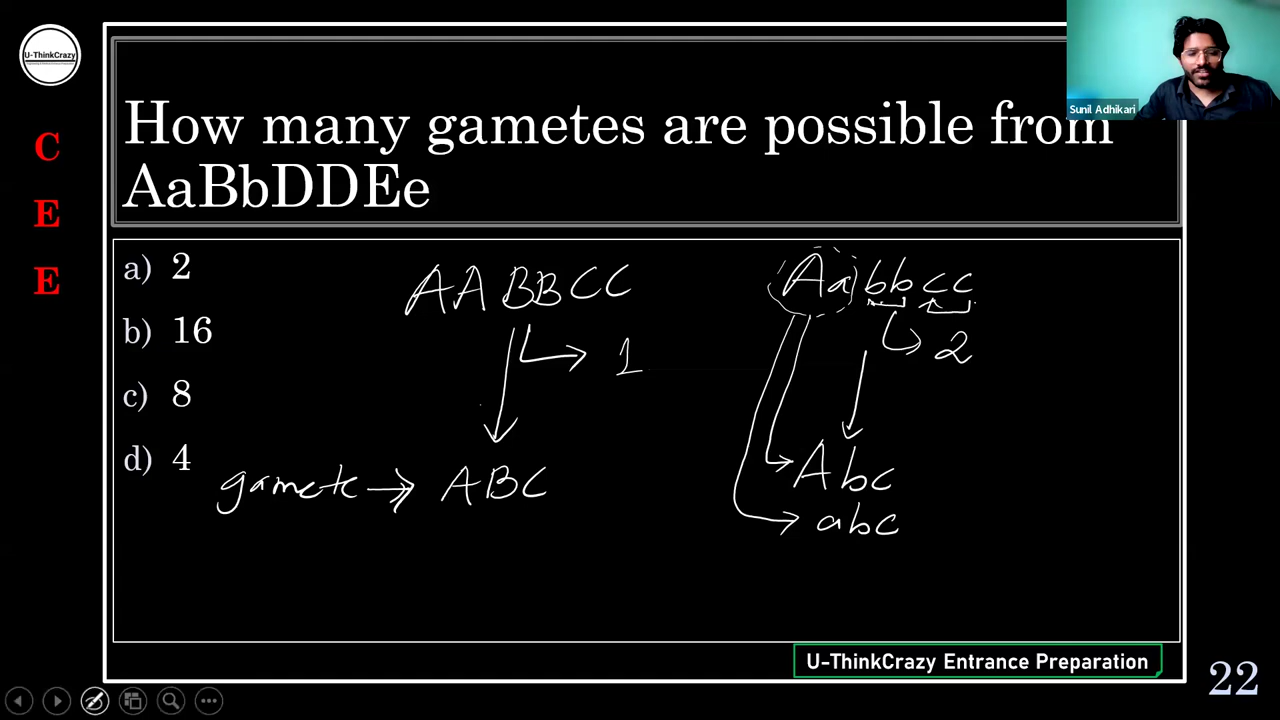 U-ThinkCrazy
Sunil Adhikari
C
E
E
How many gametes are possible from
AaBbDDEe
a) 2
b) 16
c) 8
d) 4
AABBCC
1
gamete → ABC
Aabbcc
2
Abc
abc
U-ThinkCrazy Entrance Preparation
22